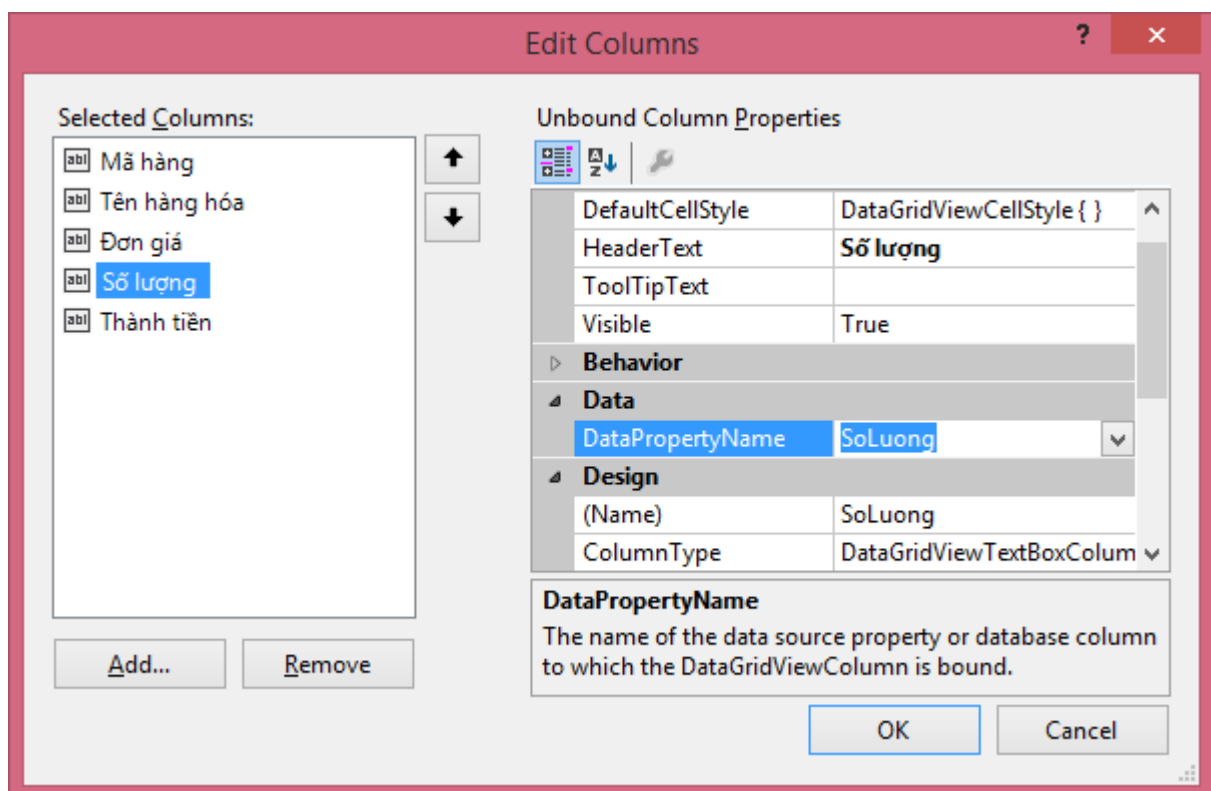 Edit Columns
?
Selected Columns:
Mã hàng
Tên hàng hóa
Đơn giá
Số lượng
Thành tiền
Add...
Remove
Unbound Column Properties
DefaultCellStyle DataGridViewCellStyle { }
HeaderText Số lượng
ToolTipText
Visible True
Behavior
Data
DataPropertyName SoLuong
Design
(Name) SoLuong
ColumnType DataGridViewTextBoxColum
DataPropertyName
The name of the data source property or database column
to which the DataGridViewColumn is bound.
OK
Cancel